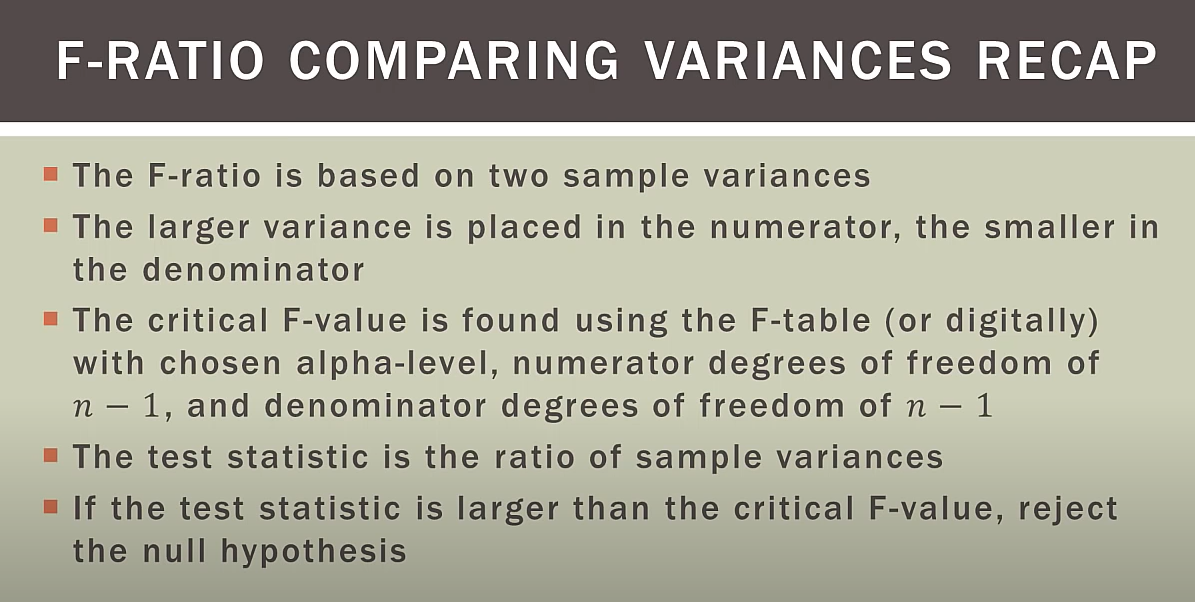 F-RATIO COMPARING VARIANCES RECAP
The F-ratio is based on two sample variances
The larger variance is placed in the numerator, the smaller in
the denominator
The critical F-value is found using the F-table (or digitally)
with chosen alpha-level, numerator degrees of freedom of
n − 1, and denominator degrees of freedom of n − 1
The test statistic is the ratio of sample variances
If the test statistic is larger than the critical F-value, reject
the null hypothesis